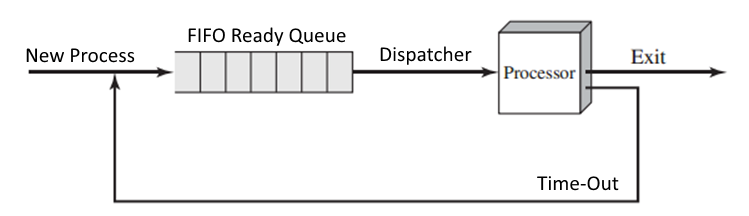 FIFO Ready Queue
New Process
Dispatcher
Processor
Exit
Time-Out